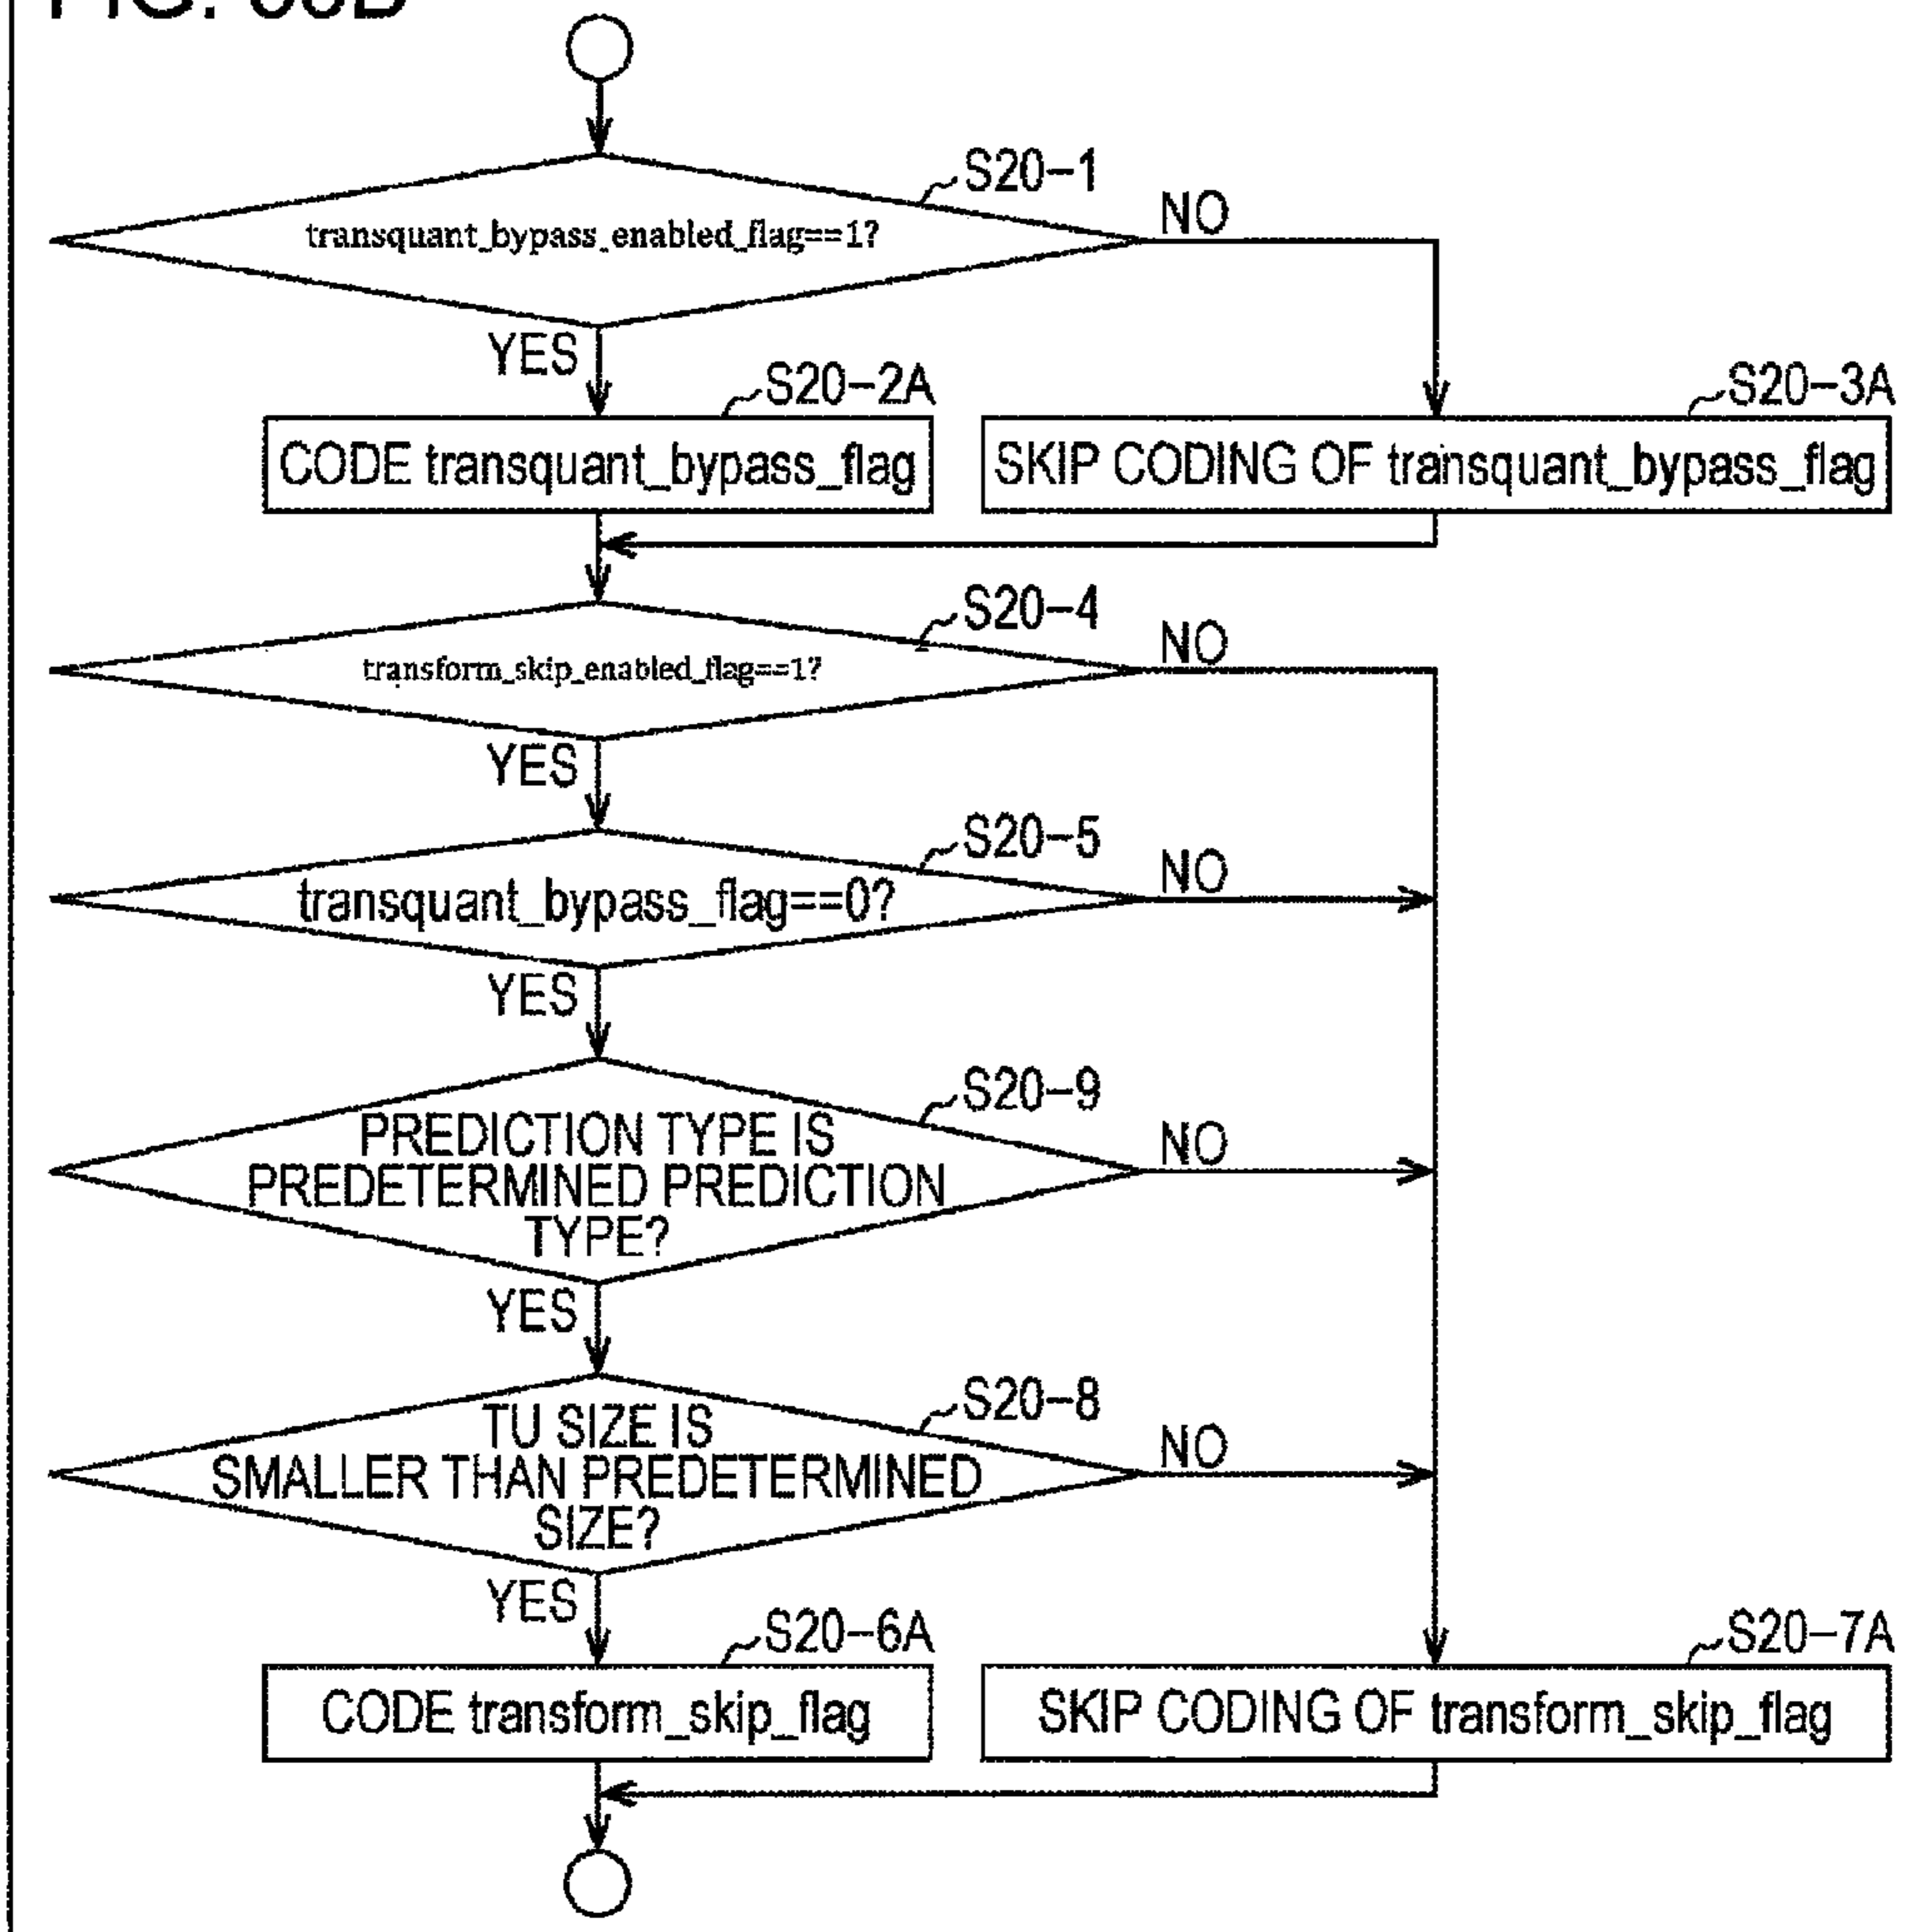 FIG.
S20-1
transquant_bypass_enabled_flag==1?
NO
YES
S20-2A
S20-3A
CODE transquant_bypass_flag
SKIP CODING OF transquant_bypass_flag
S20-4
transform_skip_enabled_flag==1?
NO
YES
S20-5
transquant_bypass_flag==0?
NO
YES
S20-9
PREDICTION TYPE IS
PREDETERMINED PREDICTION
TYPE?
NO
YES
S20-8
TU SIZE IS
SMALLER THAN PREDETERMINED
SIZE?
NO
YES
S20-6A
S20-7A
CODE transform_skip_flag
SKIP CODING OF transform_skip_flag